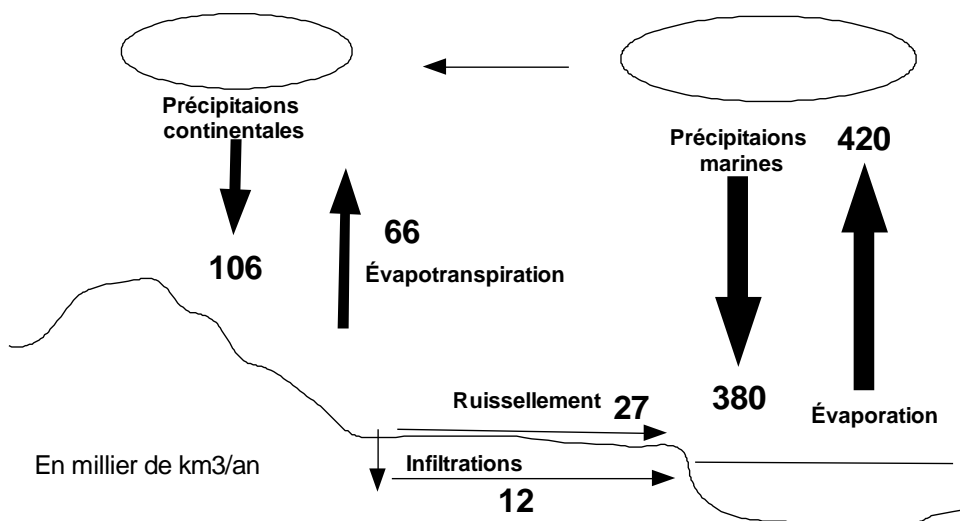 Précipitaions
continentales
106
66
Évapotranspiration
Précipitaions
marines
420
380
Évaporation
Ruissellement 27
Infiltrations
12
En millier de km3/an